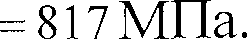 = 817 МПа.